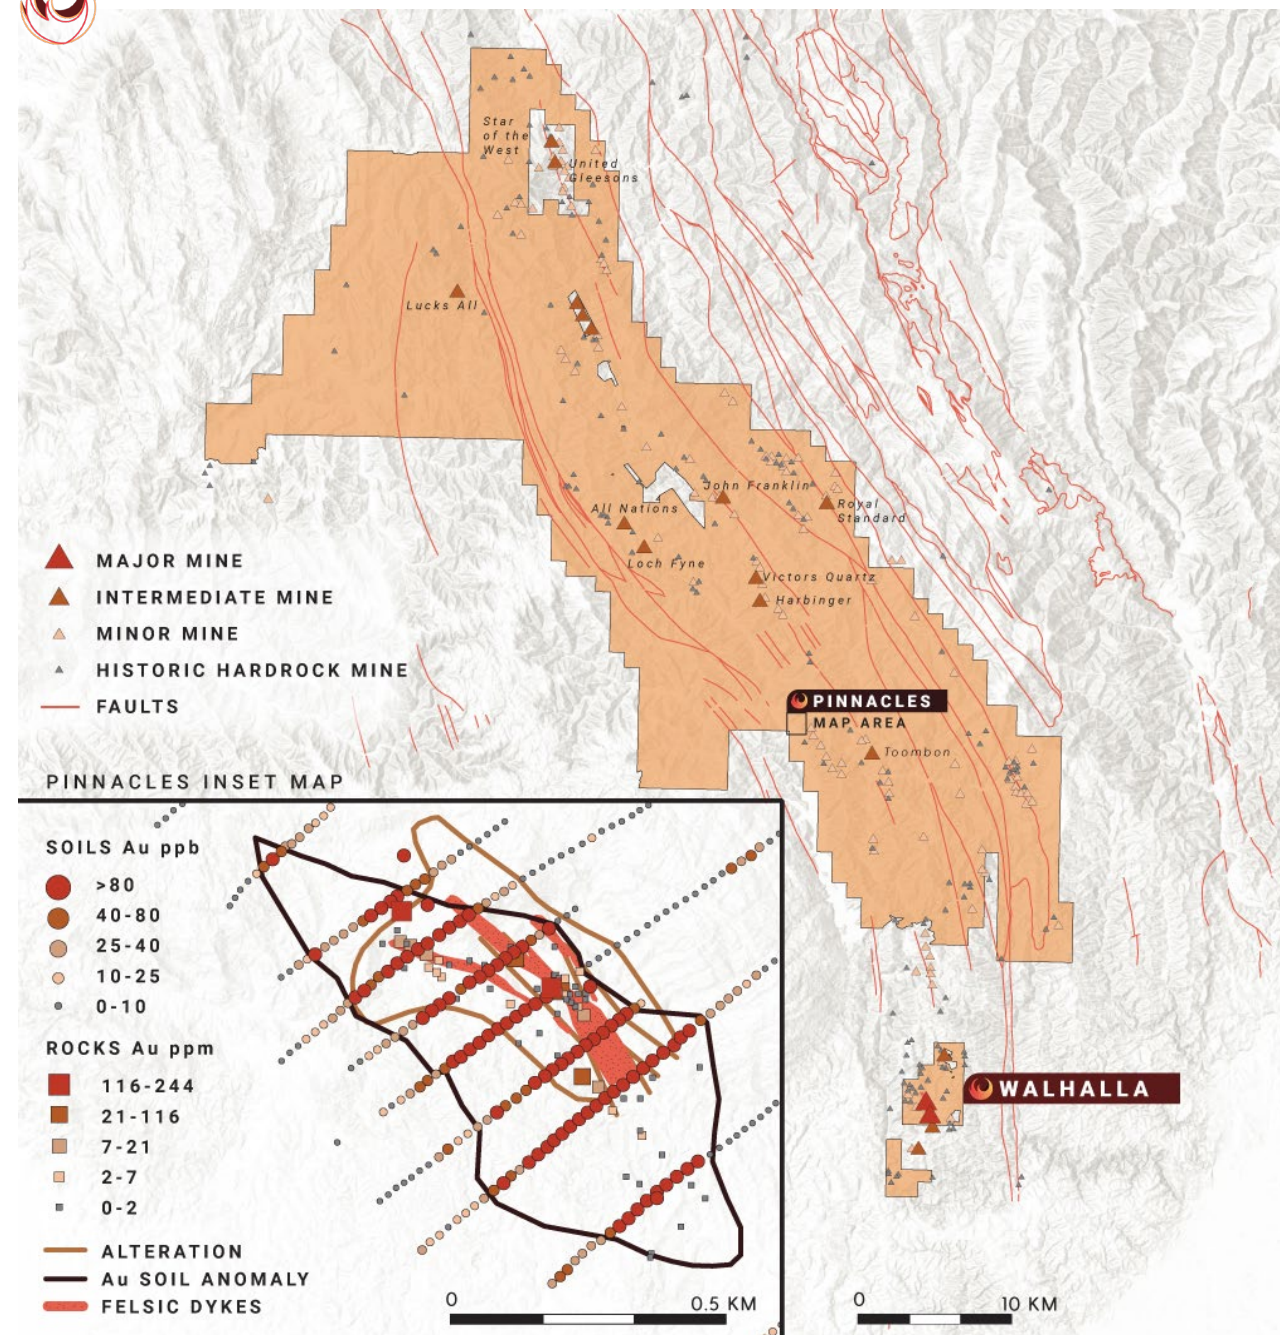 Star
of the
West
United
Gleesons
Lucks All
John Franklin
Royal
Standard
All Nations
Loch Fyne
Victors Quartz
Harbinger
MAJOR MINE
INTERMEDIATE MINE
MINOR MINE
HISTORIC HARDROCK MINE
FAULTS
PINNACLES
MAP AREA
Toombon
PINNACLES INSET MAP
SOILS Au ppb
>80
40-80
25-40
10-25
0-10
ROCKS Au ppm
116-244
21-116
7-21
2-7
0-2
ALTERATION
Au SOIL ANOMALY
FELSIC DYKES
0 0.5 KM
WALHALLA
0 10 KM